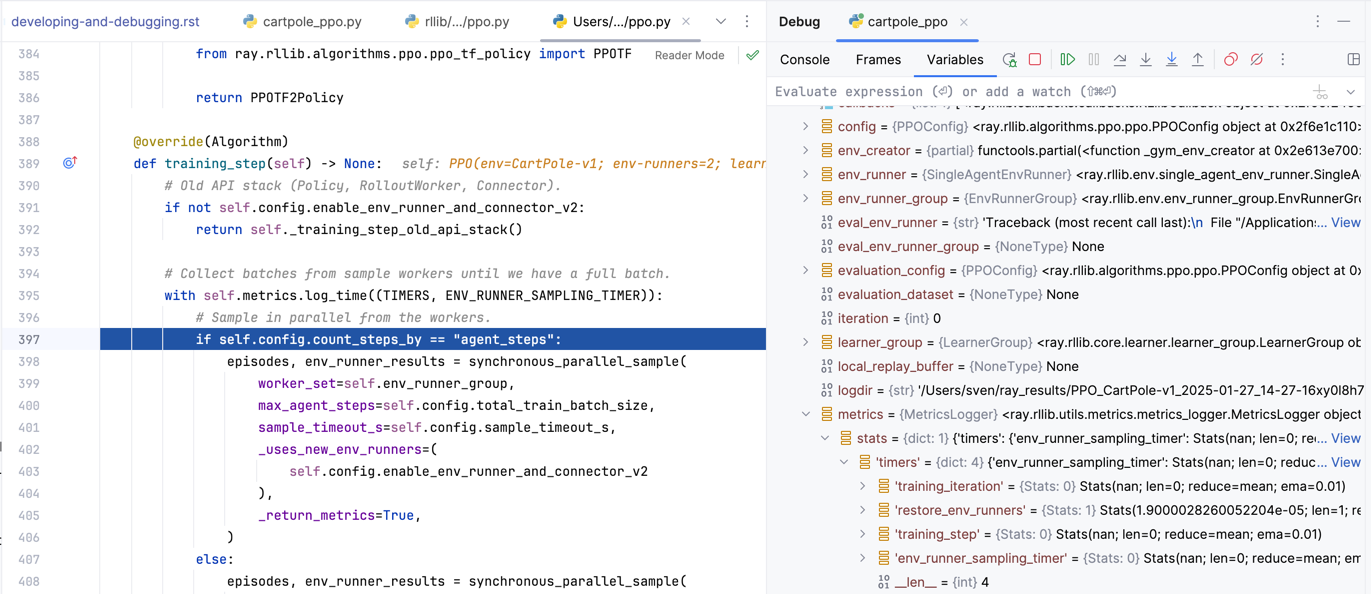 developing-and-debugging.rst
cartpole_ppo.py
rllib/.../ppo.py
Users/.../ppo.py
Reader Mode
384 from ray.rllib.algorithms.ppo.ppo_tf_policy import PPOTF
385
386 return PPOTF2Policy
387
388 @override(Algorithm)
389 def training_step(self) -> None: self: PPO(env=CartPole-v1; env-runners=2; learn
390 # Old API stack (Policy, RolloutWorker, Connector).
391 if not self.config.enable_env_runner_and_connector_v2:
392 return self._training_step_old_api_stack()
393
394 # Collect batches from sample workers until we have a full batch.
395 with self.metrics.log_time((TIMERS, ENV_RUNNER_SAMPLING_TIMER)):
396 # Sample in parallel from the workers.
397 if self.config.count_steps_by == "agent_steps":
398 episodes, env_runner_results = synchronous_parallel_sample(
399 worker_set=self.env_runner_group,
400 max_agent_steps=self.config.total_train_batch_size,
401 sample_timeout_s=self.config.sample_timeout_s,
402 _uses_new_env_runners=(
403 self.config.enable_env_runner_and_connector_v2
404 ),
405 _return_metrics=True,
406 )
407 else:
408 episodes, env_runner_results = synchronous_parallel_sample(
Debug cartpole_ppo
Console Frames Variables
Evaluate expression (⏎) or add a watch (⇧⌘⏎)
config = {PPOConfig} <ray.rllib.algorithms.ppo.ppo.PPOConfig object at 0x2f6e1c110>
env_creator = {partial} functools.partial(<function _gym_env_creator at 0x2e613e700>
env_runner = {SingleAgentEnvRunner} <ray.rllib.env.single_agent_env_runner.SingleA
env_runner_group = {EnvRunnerGroup} <ray.rllib.env.env_runner_group.EnvRunnerGro
eval_env_runner = {str} 'Traceback (most recent call last):\n File "/Application:... View
eval_env_runner_group = {NoneType} None
evaluation_config = {PPOConfig} <ray.rllib.algorithms.ppo.ppo.PPOConfig object at 0x
evaluation_dataset = {NoneType} None
iteration = {int} 0
learner_group = {LearnerGroup} <ray.rllib.core.learner.learner_group.LearnerGroup ob
local_replay_buffer = {NoneType} None
logdir = {str} '/Users/sven/ray_results/PPO_CartPole-v1_2025-01-27_14-27-16xy0l8h7
metrics = {MetricsLogger} <ray.rllib.utils.metrics.metrics_logger.MetricsLogger object
stats = {dict: 1} {'timers': {'env_runner_sampling_timer': Stats(nan; len=0; re... View
'timers' = {dict: 4} {'env_runner_sampling_timer': Stats(nan; len=0; reduc... View
'training_iteration' = {Stats: 0} Stats(nan; len=0; reduce=mean; ema=0.01)
'restore_env_runners' = {Stats: 1} Stats(1.9000028260052204e-05; len=1; re
'training_step' = {Stats: 0} Stats(nan; len=0; reduce=mean; ema=0.01)
'env_runner_sampling_timer' = {Stats: 0} Stats(nan; len=0; reduce=mean; em
__len__ = {int} 4